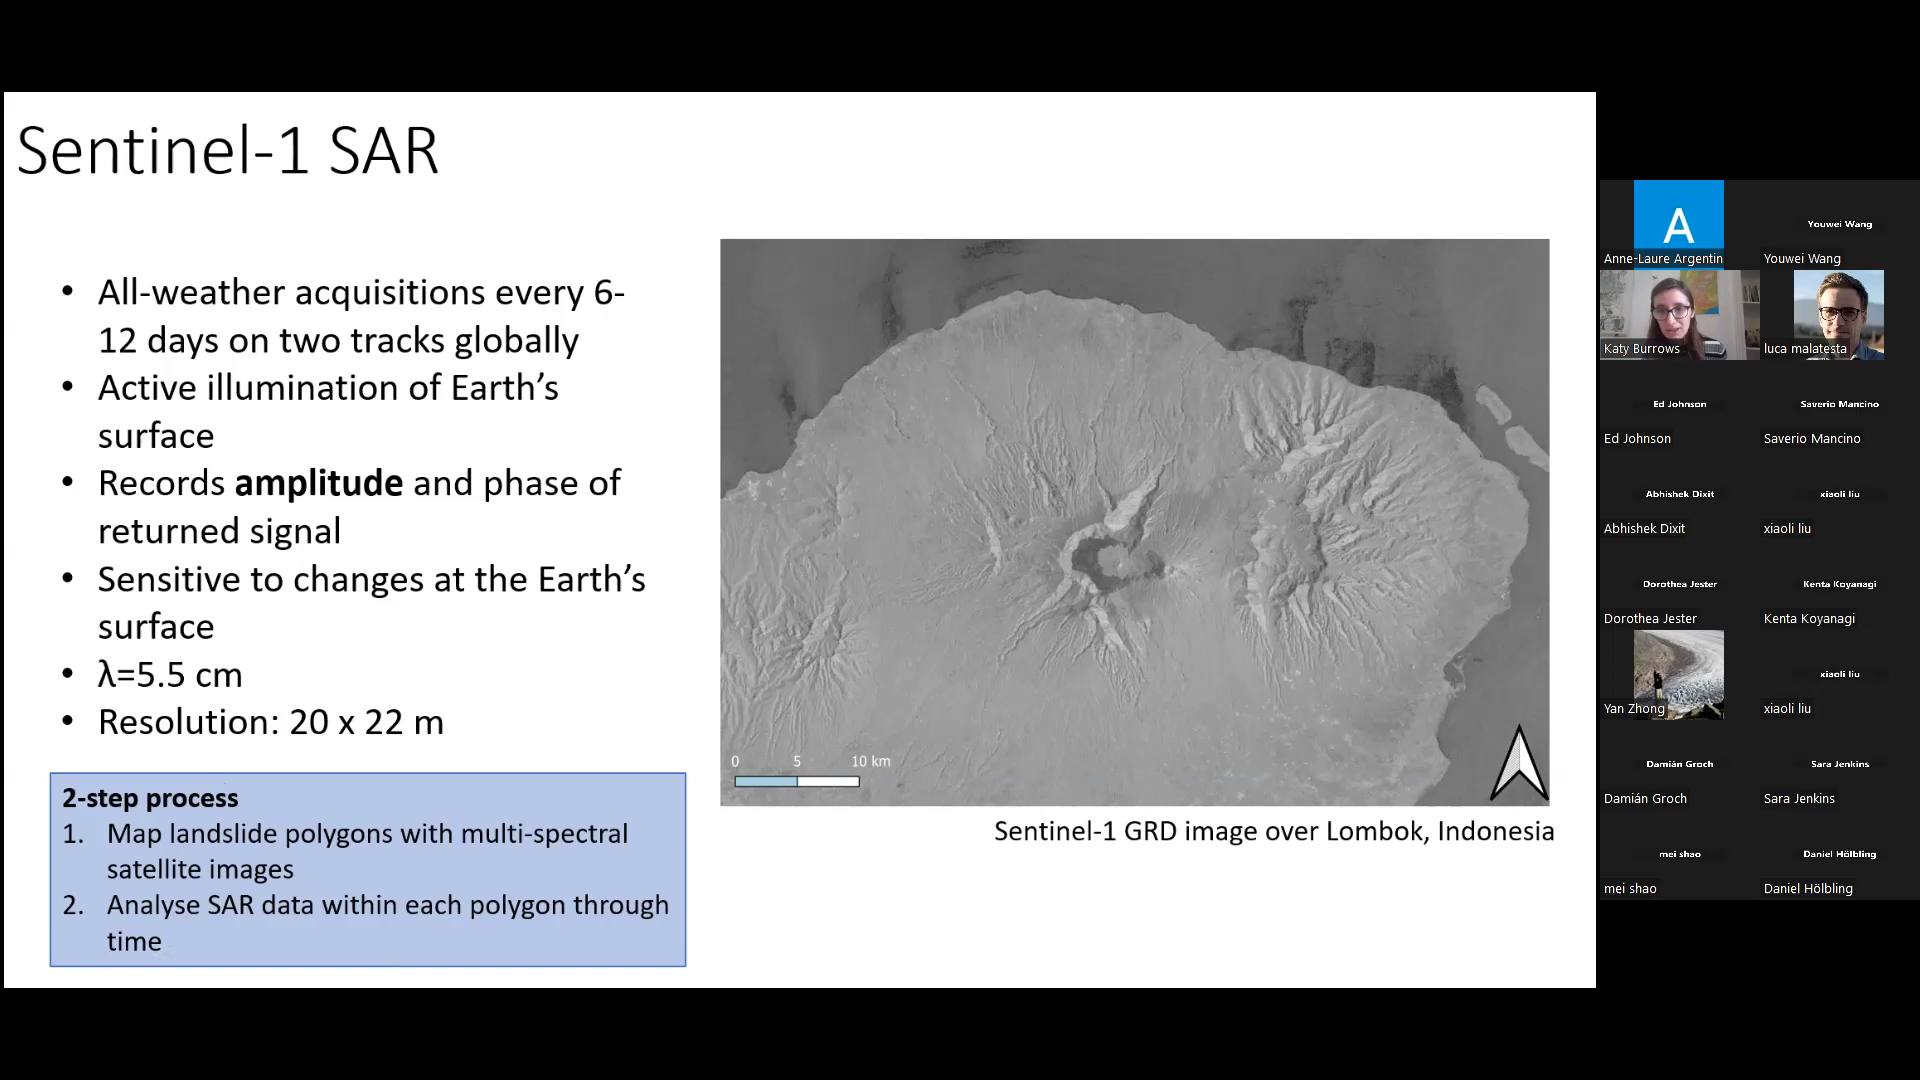 Sentinel-1 SAR
• All-weather acquisitions every 6-
12 days on two tracks globally
• Active illumination of Earth’s
surface
• Records amplitude and phase of
returned signal
• Sensitive to changes at the Earth’s
surface
• λ=5.5 cm
• Resolution: 20 x 22 m
2-step process
1. Map landslide polygons with multi-spectral
satellite images
2. Analyse SAR data within each polygon through
time
0 5 10 km
Sentinel-1 GRD image over Lombok, Indonesia
A
Anne-Laure Argentin
Youwei Wang
Youwei Wang
Katy Burrows
luca malatesta
Ed Johnson
Ed Johnson
Saverio Mancino
Saverio Mancino
Abhishek Dixit
Abhishek Dixit
xiaoli liu
xiaoli liu
Dorothea Jester
Dorothea Jester
Kenta Koyanagi
Kenta Koyanagi
Yan Zhong
xiaoli liu
xiaoli liu
Damián Groch
Damián Groch
Sara Jenkins
Sara Jenkins
mei shao
mei shao
Daniel Hölbling
Daniel Hölbling